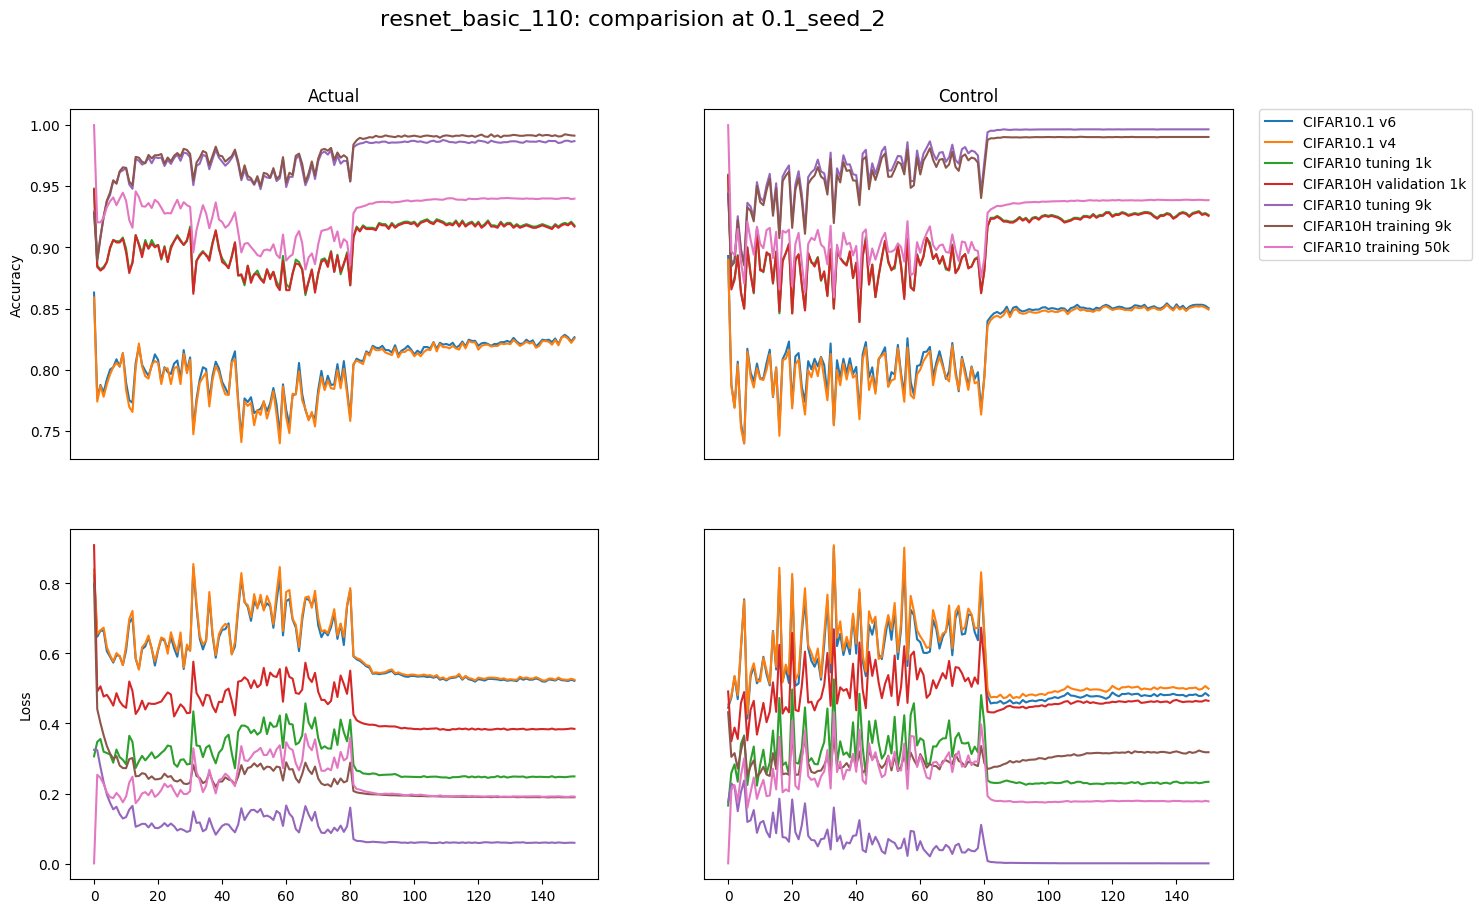 resnet_basic_110: comparision at 0.1_seed_2
Actual
Control
Accuracy
1.00
0.95
0.90
0.85
0.80
0.75
CIFAR10.1 v6
CIFAR10.1 v4
CIFAR10 tuning 1k
CIFAR10H validation 1k
CIFAR10 tuning 9k
CIFAR10H training 9k
CIFAR10 training 50k
Loss
0.8
0.6
0.4
0.2
0.0
0 20 40 60 80 100 120 140
0 20 40 60 80 100 120 140